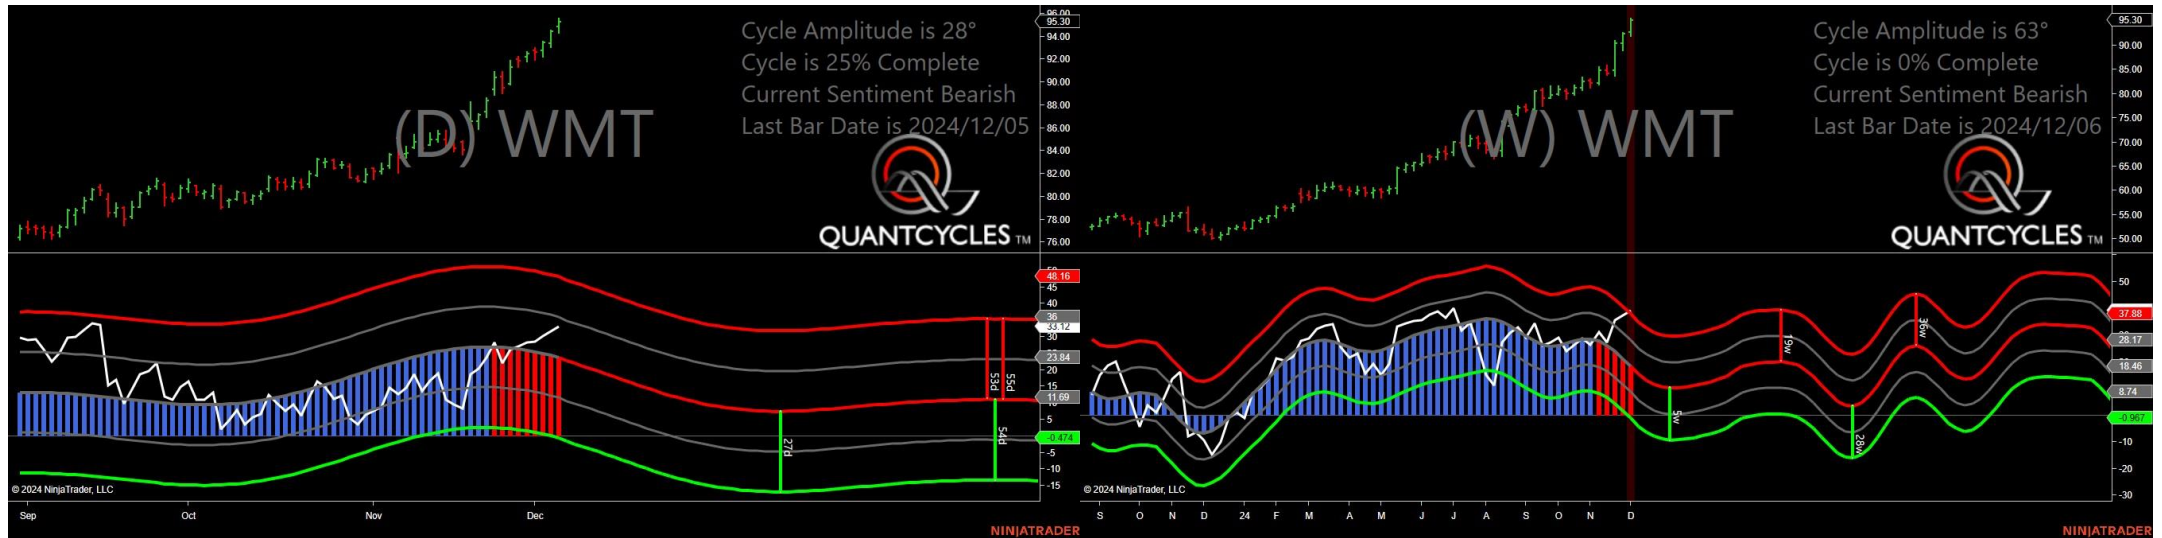 Cycle Amplitude is 28°
Cycle is 25% Complete
Current Sentiment Bearish
Last Bar Date is 2024/12/05
(D) WMT
QUANTCYCLES TM
96.00
95.30
94.00
92.00
90.00
88.00
86.00
84.00
82.00
80.00
78.00
76.00
48.16
45
40
36
33.12
30
23.84
20
15
11.69
5
-0.474
-5
-10
-15
27d
53d
55d
54d
© 2024 NinjaTrader, LLC
Sep Oct Nov Dec
NINJATRADER
Cycle Amplitude is 63°
Cycle is 0% Complete
Current Sentiment Bearish
Last Bar Date is 2024/12/06
(W) WMT
QUANTCYCLES TM
95.30
90.00
85.00
80.00
75.00
70.00
65.00
60.00
55.00
50.00
50
37.88
28.17
18.46
8.74
-0.967
-10
-20
-30
5w
19w
28w
36w
© 2024 NinjaTrader, LLC
S O N D 24 F M A M J J A S O N D
NINJATRADER